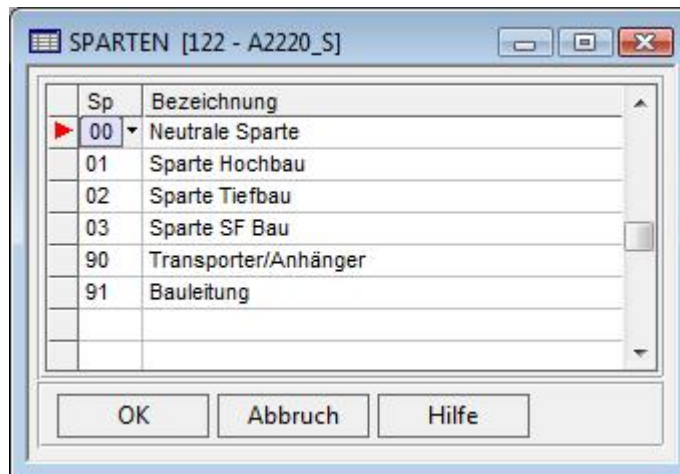 SPARTEN [122 - A2220_S]
Sp Bezeichnung
00 Neutrale Sparte
01 Sparte Hochbau
02 Sparte Tiefbau
03 Sparte SF Bau
90 Transporter/Anhänger
91 Bauleitung
OK Abbruch Hilfe